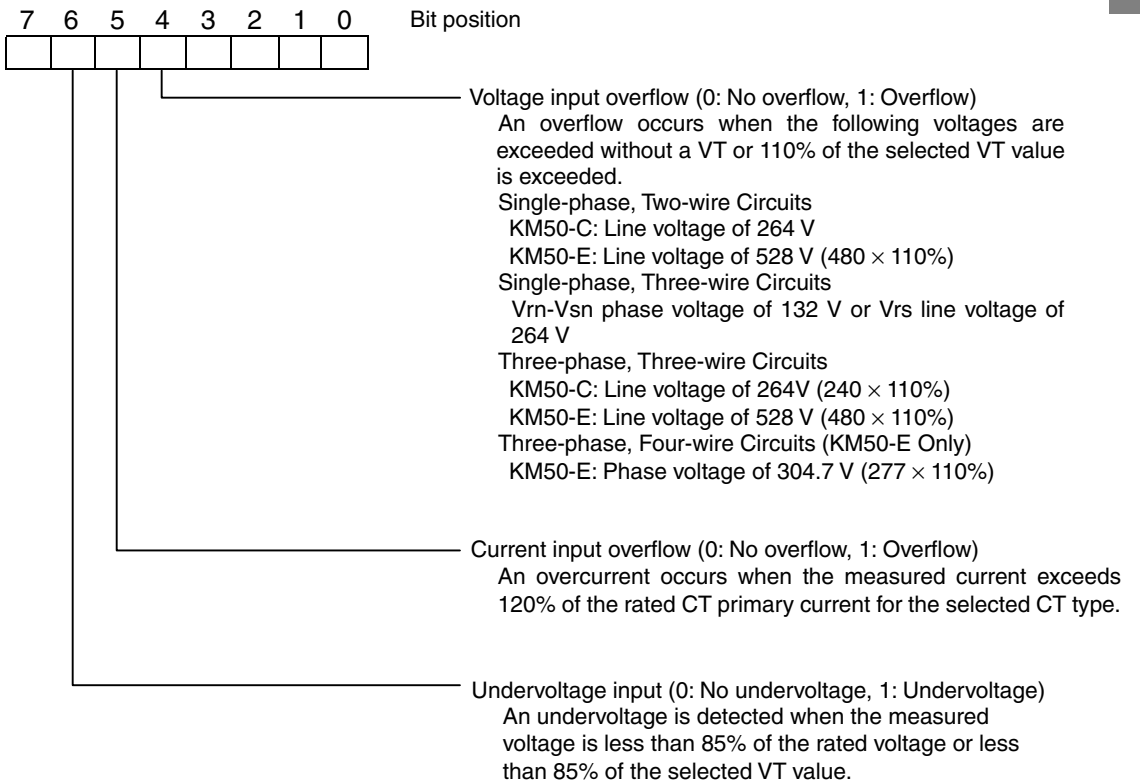 7 6 5 4 3 2 1 0 Bit position
Voltage input overflow (0: No overflow, 1: Overflow)
An overflow occurs when the following voltages are
exceeded without a VT or 110% of the selected VT value
is exceeded.
Single-phase, Two-wire Circuits
KM50-C: Line voltage of 264 V
KM50-E: Line voltage of 528 V (480 × 110%)
Single-phase, Three-wire Circuits
Vrn-Vsn phase voltage of 132 V or Vrs line voltage of
264 V
Three-phase, Three-wire Circuits
KM50-C: Line voltage of 264V (240 × 110%)
KM50-E: Line voltage of 528 V (480 × 110%)
Three-phase, Four-wire Circuits (KM50-E Only)
KM50-E: Phase voltage of 304.7 V (277 × 110%)
Current input overflow (0: No overflow, 1: Overflow)
An overcurrent occurs when the measured current exceeds
120% of the rated CT primary current for the selected CT type.
Undervoltage input (0: No undervoltage, 1: Undervoltage)
An undervoltage is detected when the measured
voltage is less than 85% of the rated voltage or less
than 85% of the selected VT value.